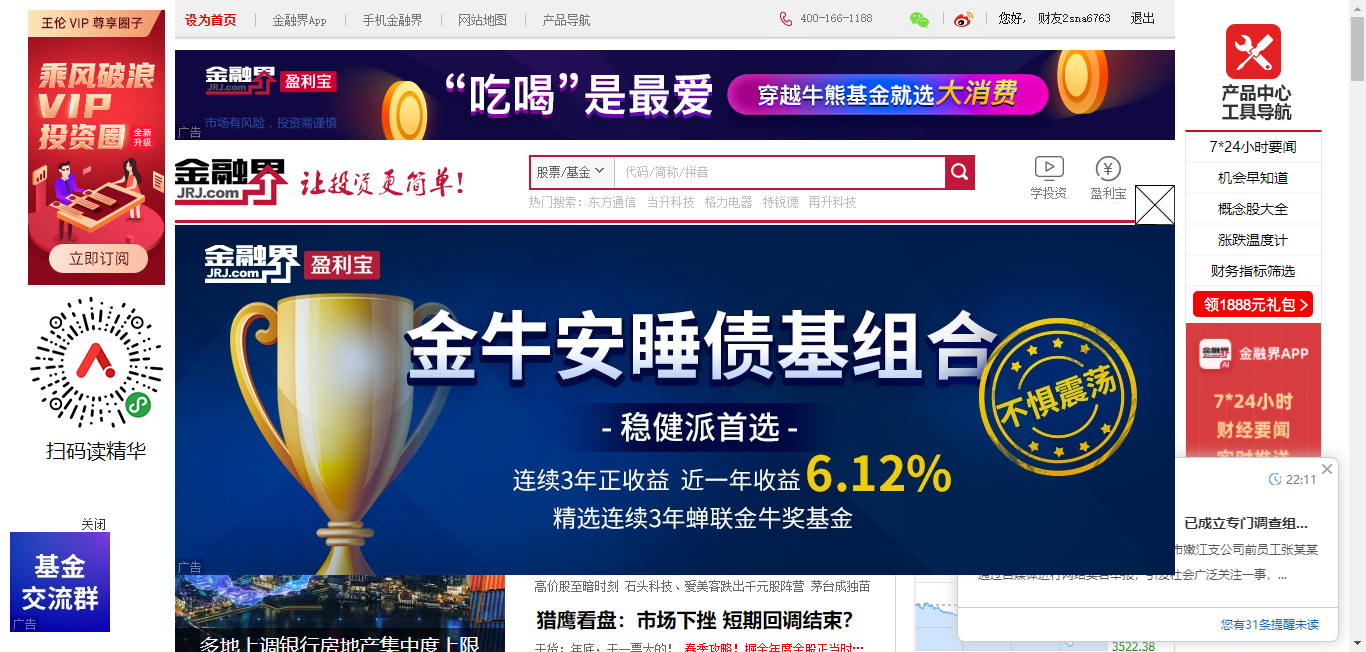 王伦 VIP 尊享圈子
乘风破浪
VIP
投资圈
全新
升级
立即订阅
扫码读精华
关闭
基金
交流群
广告
设为首页
金融界App
手机金融界
网站地图
产品导航
400-166-1188
您好, 财友2sna6763 退出
金融界
JRJ.com
盈利宝
市场有风险，投资需谨慎
广告
“吃喝”是最爱
穿越牛熊基金就选大消费
金融界
JRJ.com
让投资更简单!
股票/基金
代码/简称/拼音
热门搜索: 东方通信 当升科技 格力电器 特锐德 再升科技
学投资
盈利宝
金融界
JRJ.com
盈利宝
金牛安睡债基组合
不惧震荡
- 稳健派首选 -
连续3年正收益 近一年收益 6.12%
精选连续3年蝉联金牛奖基金
广告
多地上调银行房地产集中度上限
高价股至暗时刻 石头科技、爱美客跌出千元股阵营 茅台成独苗
猎鹰看盘：市场下挫 短期回调结束?
干货：年底，干一票大的！ 春季攻略！掘金年度金股正当时…
3522.38
产品中心
工具导航
7*24小时要闻
机会早知道
概念股大全
涨跌温度计
财务指标筛选
领1888元礼包
金融界
AI
金融界APP
7*24小时
财经要闻
实时推送
22:11
已成立专门调查组...
市嫩江支公司前员工张某某
通过自媒体进行网络实名举报，引发社会广泛关注一事，...
您有31条提醒未读